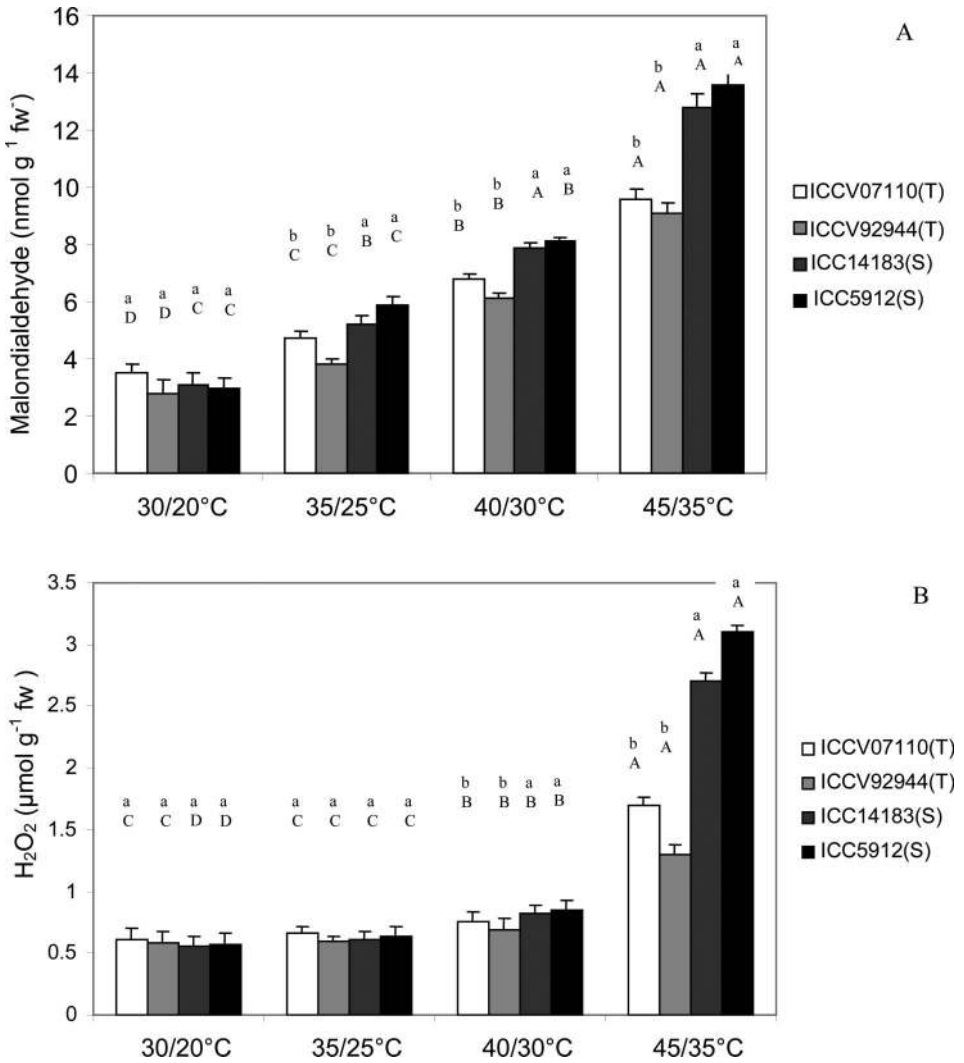 A
16
14
12
10
8
6
4
2
0
Malondialdehyde (nmol g⁻¹ fw⁻)
a a a a
D D C C
b b a a
C C B C
b b a a
B B A B
b b a a
A A A A
30/20°C 35/25°C 40/30°C 45/35°C
ICCV07110(T)
ICCV92944(T)
ICC14183(S)
ICC5912(S)
B
3.5
3
2.5
2
1.5
1
0.5
0
H₂O₂ (µmol g⁻¹ fw )
a a a a
C C D D
a a a a
C C C C
b b a a
B B B B
b b a a
A A A A
30/20°C 35/25°C 40/30°C 45/35°C
ICCV07110(T)
ICCV92944(T)
ICC14183(S)
ICC5912(S)